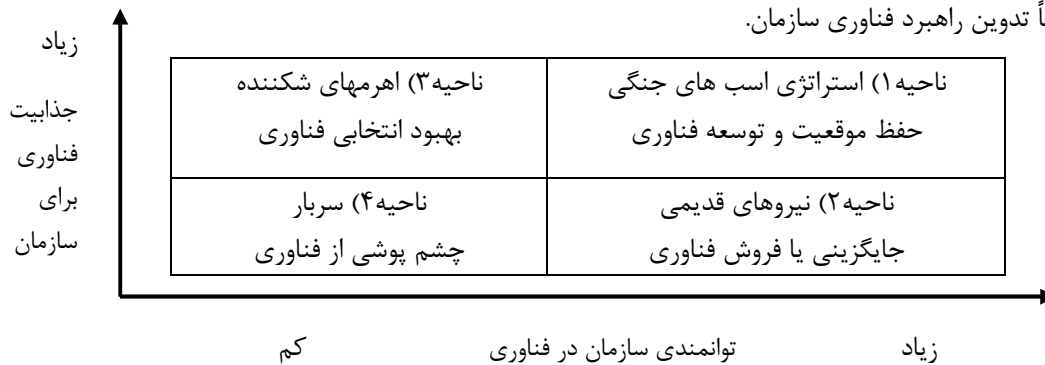 اً تدوین راهبرد فناوری سازمان.
زیاد
جذابیت
فناوری
برای
سازمان
ناحیه۱) استراتژی اسب های جنگی
حفظ موقعیت و توسعه فناوری
ناحیه۳) اهرمهای شکننده
بهبود انتخابی فناوری
ناحیه۲) نیروهای قدیمی
جایگزینی یا فروش فناوری
ناحیه۴) سربار
چشم پوشی از فناوری
زیاد توانمندی سازمان در فناوری کم